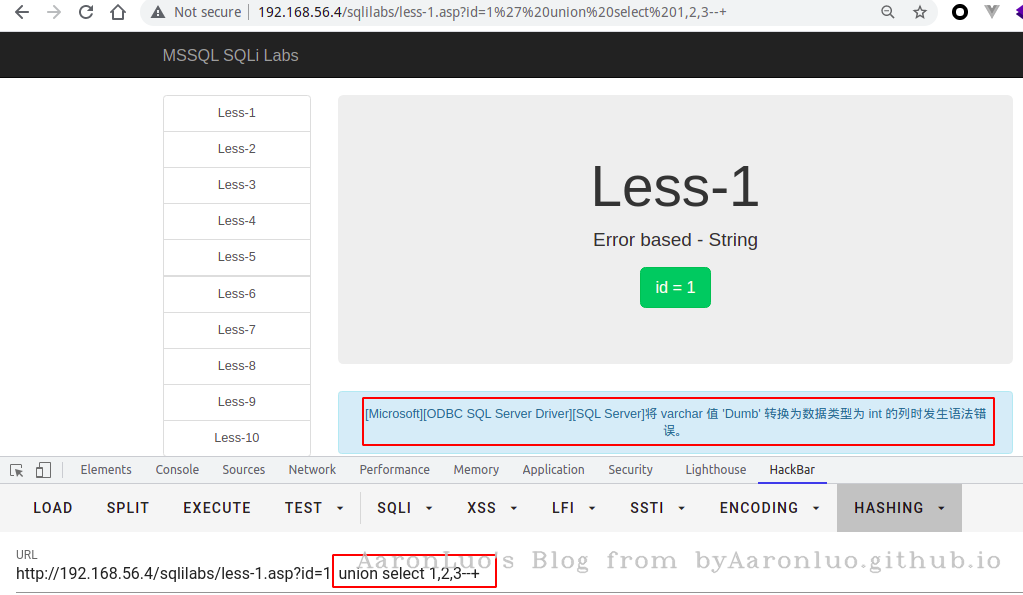 Not secure | 192.168.56.4/sqlilabs/less-1.asp?id=1%27%20union%20select%201,2,3--+
MSSQL SQLi Labs
Less-1
Less-2
Less-3
Less-4
Less-5
Less-6
Less-7
Less-8
Less-9
Less-10
Less-1
Error based - String
id = 1
[Microsoft][ODBC SQL Server Driver][SQL Server]将 varchar 值 'Dumb' 转换为数据类型为 int 的列时发生语法错
误。
Elements Console Sources Network Performance Memory Application Security Lighthouse HackBar
LOAD SPLIT EXECUTE TEST SQLI XSS LFI SSTI ENCODING HASHING
URL
AaronLuo's Blog from byAaronluo.github.io
http://192.168.56.4/sqlilabs/less-1.asp?id=1 union select 1,2,3--+